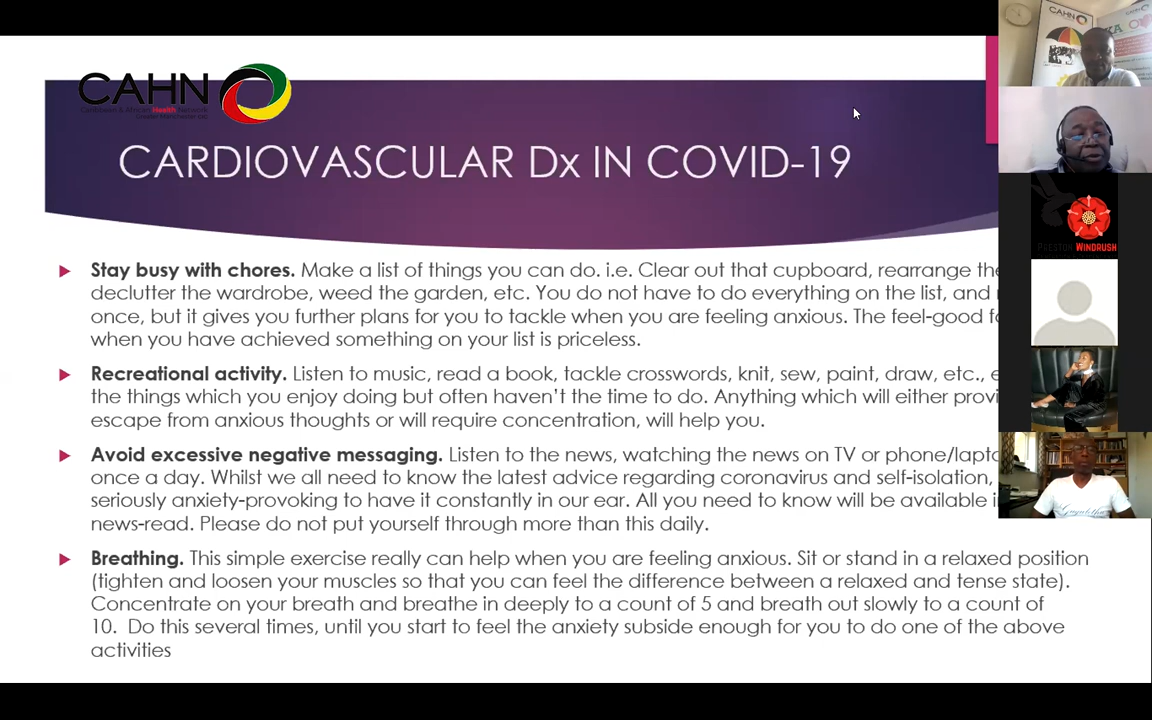 CAHN
Caribbean & African Health Network
Greater Manchester
CARDIOVASCULAR Dx IN COVID-19
Stay busy with chores. Make a list of things you can do. i.e. Clear out that cupboard, rearrange the
declutter the wardrobe, weed the garden, etc. You do not have to do everything on the list, and
once, but it gives you further plans for you to tackle when you are feeling anxious. The feel-good
when you have achieved something on your list is priceless.
Recreational activity. Listen to music, read a book, tackle crosswords, knit, sew, paint, draw, etc.,
the things which you enjoy doing but often haven't the time to do. Anything which will either
escape from anxious thoughts or will require concentration, will help you.
Avoid excessive negative messaging. Listen to the news, watching the news on TV or
once a day. Whilst we all need to know the latest advice regarding coronavirus and self-isolation,
seriously anxiety-provoking to have it constantly in our ear. All you need to know will be available
news-read. Please do not put yourself through more than this daily.
Breathing. This simple exercise really can help when you are feeling anxious. Sit or stand in a relaxed position
(tighten and loosen your muscles so that you can feel the difference between a relaxed and tense state).
Concentrate on your breath and breathe in deeply to a count of 5 and breath out slowly to a count of
10. Do this several times, until you start to feel the anxiety subside enough for you to do one of the above
activities
CAHN
PRESTON WINDRUSH